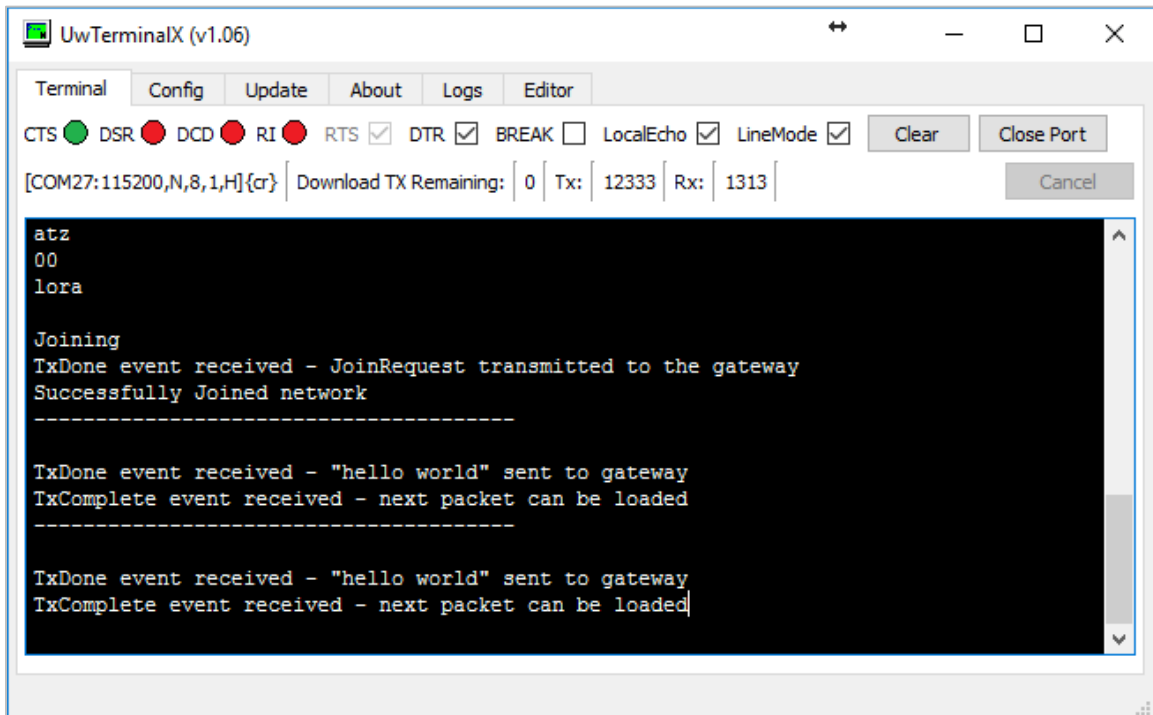 UwTerminalX (v1.06)
Terminal Config Update About Logs Editor
CTS DSR DCD RI RTS DTR BREAK LocalEcho LineMode Clear Close Port
[COM27:115200,N,8,1,H]{cr} Download TX Remaining: 0 Tx: 12333 Rx: 1313 Cancel
atz
00
lora
Joining
TxDone event received - JoinRequest transmitted to the gateway
Successfully Joined network
---------------------------------------
TxDone event received - "hello world" sent to gateway
TxComplete event received - next packet can be loaded
---------------------------------------
TxDone event received - "hello world" sent to gateway
TxComplete event received - next packet can be loaded